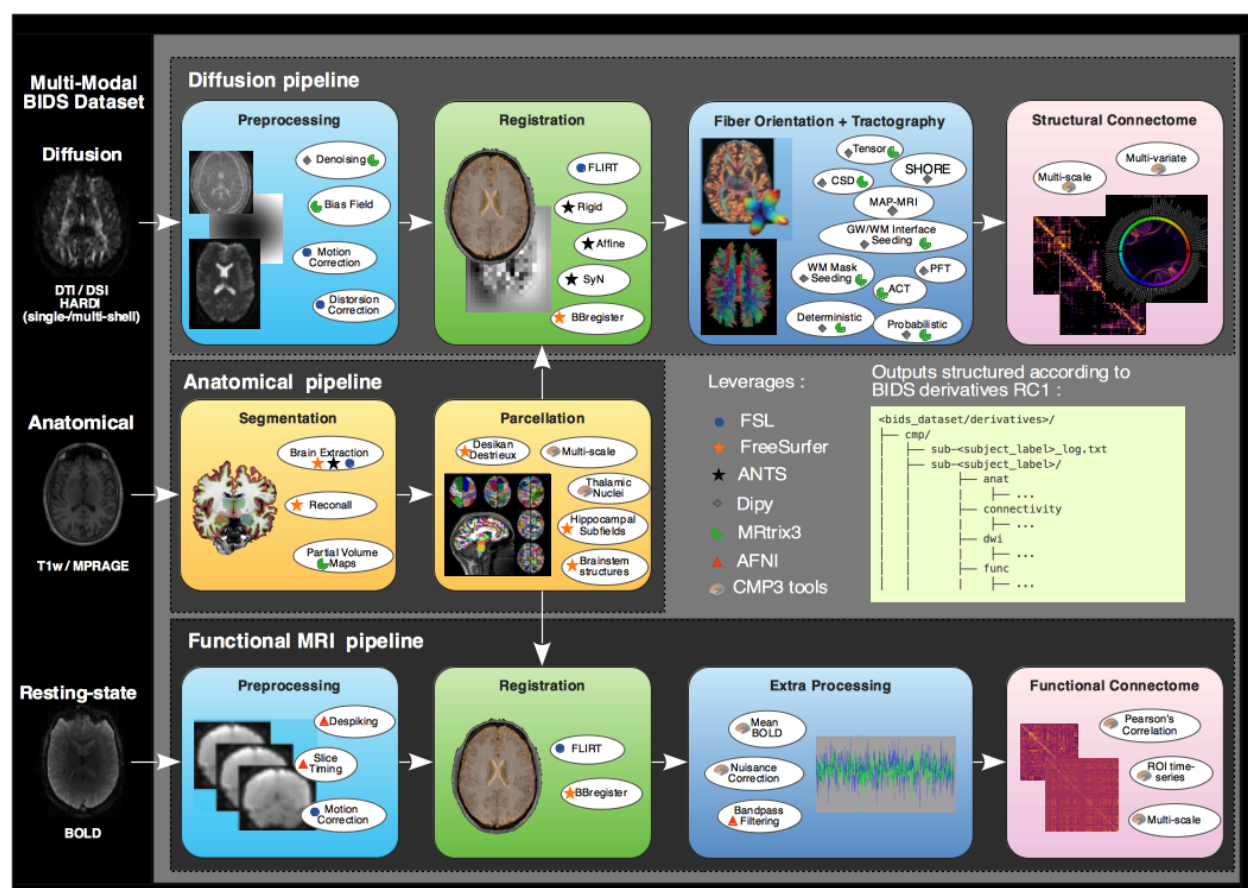 Multi-Modal
BIDS Dataset
Diffusion
DTI / DSI
HARDI
(single-/multi-shell)
Anatomical
T1w / MPRAGE
Resting-state
BOLD
Diffusion pipeline
Preprocessing
Denoising
Bias Field
Motion
Correction
Distorsion
Correction
Registration
FLIRT
Rigid
Affine
SyN
BBregister
Fiber Orientation + Tractography
Tensor
SHORE
CSD
MAP-MRI
GW/WM Interface
Seeding
WM Mask
Seeding
PFT
ACT
Deterministic
Probabilistic
Structural Connectome
Multi-variate
Multi-scale
Anatomical pipeline
Segmentation
Brain Extraction
Reconall
Partial Volume
Maps
Parcellation
Desikan
Destrieux
Multi-scale
Thalamic
Nuclei
Hippocampal
Subfields
Brainstem
structures
Leverages :
FSL
FreeSurfer
ANTS
Dipy
MRtrix3
AFNI
CMP3 tools
Outputs structured according to
BIDS derivatives RC1 :
<bids_dataset/derivatives>/
├── cmp/
│ ├── sub-<subject_label>_log.txt
│ ├── sub-<subject_label>/
│ │ ├── anat
│ │ │ ├── ...
│ │ ├── connectivity
│ │ │ ├── ...
│ │ ├── dwi
│ │ │ ├── ...
│ │ ├── func
│ │ │ ├── ...
Functional MRI pipeline
Preprocessing
Despiking
Slice
Timing
Motion
Correction
Registration
FLIRT
BBregister
Extra Processing
Mean
BOLD
Nuisance
Correction
Bandpass
Filtering
Functional Connectome
Pearson's
Correlation
ROI time-
series
Multi-scale